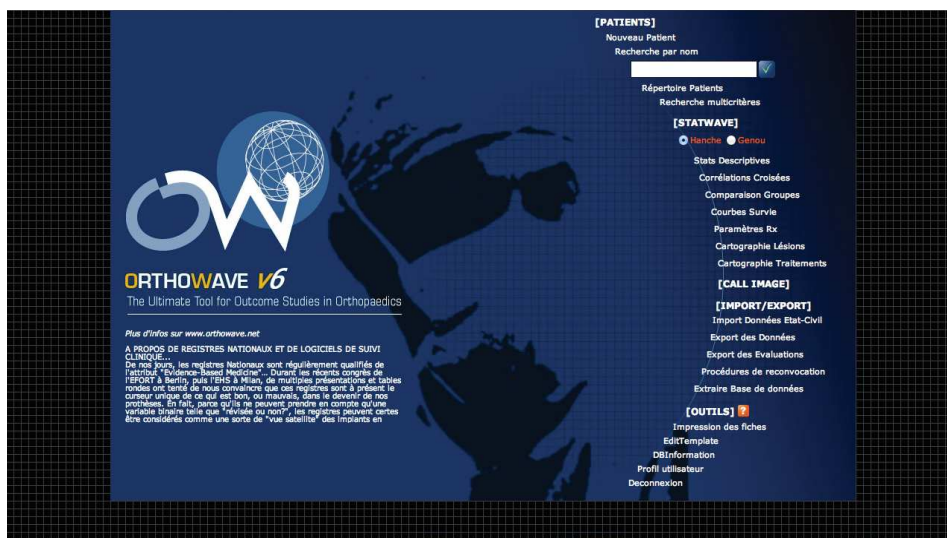 OW
ORTHOWAVE V6
The Ultimate Tool for Outcome Studies in Orthopaedics
Plus d'infos sur www.orthowave.net
A PROPOS DE REGISTRES NATIONAUX ET DE LOGICIELS DE SUIVI
CLINIQUE...
De nos jours, les registres Nationaux sont régulièrement qualifiés de
l'attribut "Evidence-Based Medicine"... Durant les récents congrès de
l'EFORT à Berlin, puis l'EHS à Milan, de multiples présentations et tables
rondes ont tenté de nous convaincre que ces registres sont à présent le
curseur unique de ce qui est bon, ou mauvais, dans le devenir de nos
prothèses. En fait, parce qu'ils ne peuvent prendre en compte qu'une
variable binaire telle que "révisée ou non?", les registres peuvent certes
être considérés comme une sorte de "vue satellite" des implants en
[PATIENTS]
Nouveau Patient
Recherche par nom
Répertoire Patients
Recherche multicritères
[STATWAVE]
Hanche Genou
Stats Descriptives
Corrélations Croisées
Comparaison Groupes
Courbes Survie
Paramètres Rx
Cartographie Lésions
Cartographie Traitements
[CALL IMAGE]
[IMPORT/EXPORT]
Import Données Etat-Civil
Export des Données
Export des Evaluations
Procédures de reconvocation
Extraire Base de données
[OUTILS] ?
Impression des fiches
EditTemplate
DBInformation
Profil utilisateur
Deconnexion